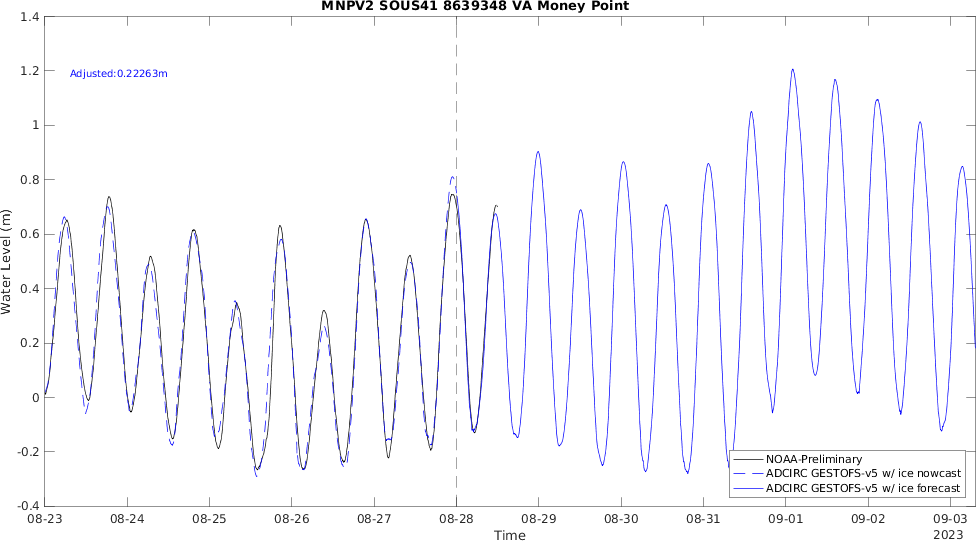 MNPV2 SOUS41 8639348 VA Money Point
1.4
1.2
1
0.8
0.6
0.4
0.2
0
-0.2
-0.4
Water Level (m)
Adjusted:0.22263m
NOAA-Preliminary
ADCIRC GESTOFS-v5 w/ ice nowcast
ADCIRC GESTOFS-v5 w/ ice forecast
08-23 08-24 08-25 08-26 08-27 08-28 08-29 08-30 08-31 09-01 09-02 09-03
Time
2023